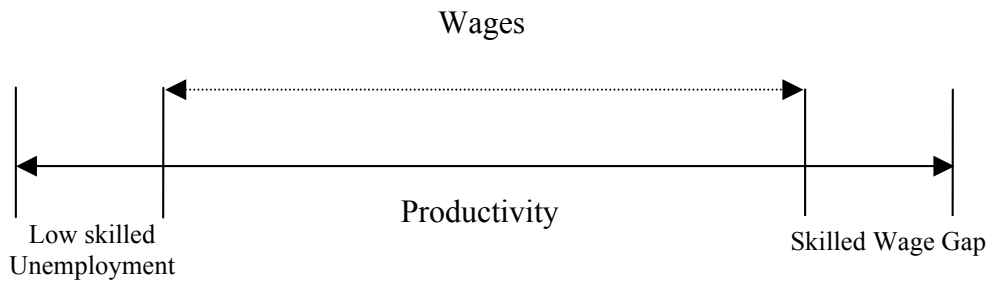 Wages
Productivity
Low skilled
Unemployment
Skilled Wage Gap